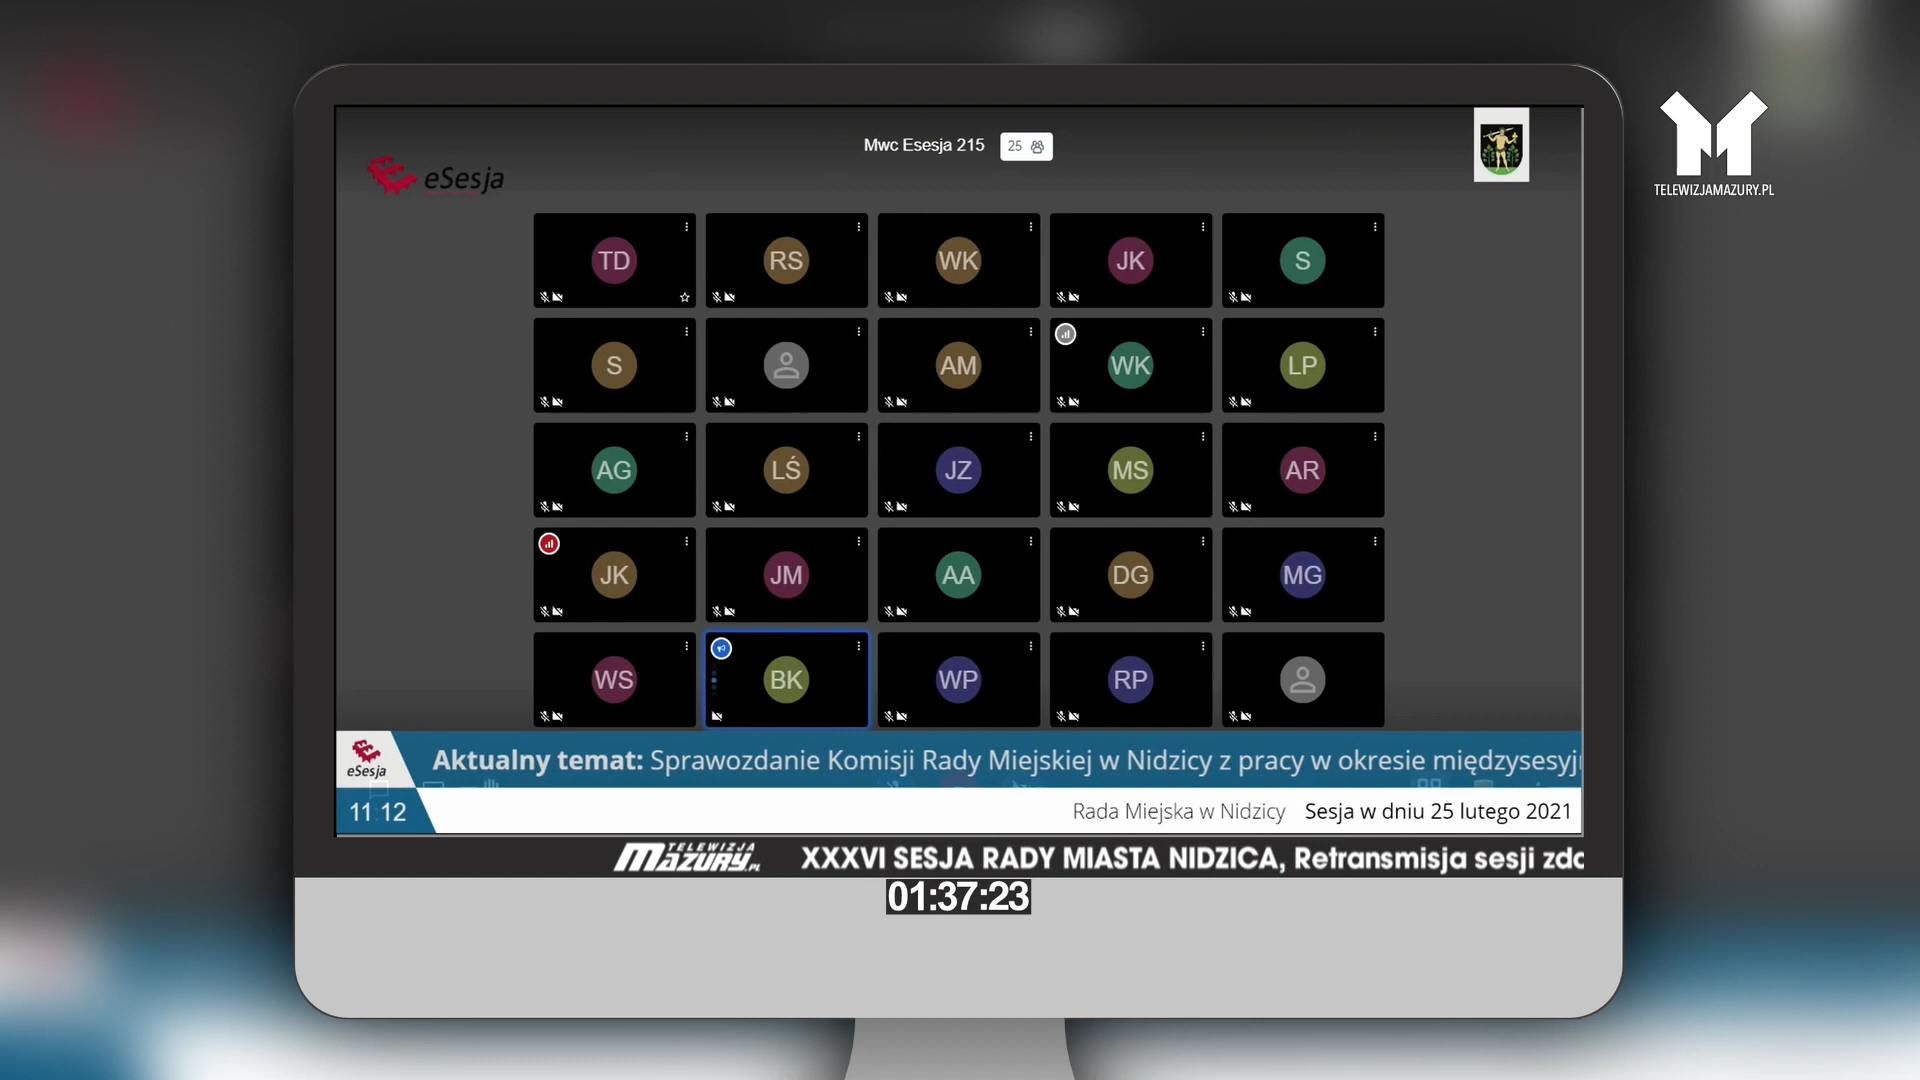 Mwc Esesja 215 25
eSesja
TELEWIZJAMAZURY.PL
TD RS WK JK S
S AM WK LP
AG LŚ JZ MS AR
JK JM AA DG MG
WS BK WP RP
eSesja
Aktualny temat: Sprawozdanie Komisji Rady Miejskiej w Nidzicy z pracy w okresie międzysesyj
11:12
Rada Miejska w Nidzicy Sesja w dniu 25 lutego 2021
TELEWIZJA
MAZURY.PL
XXXVI SESJA RADY MIASTA NIDZICA, Retransmisja sesji zdo
01:37:23